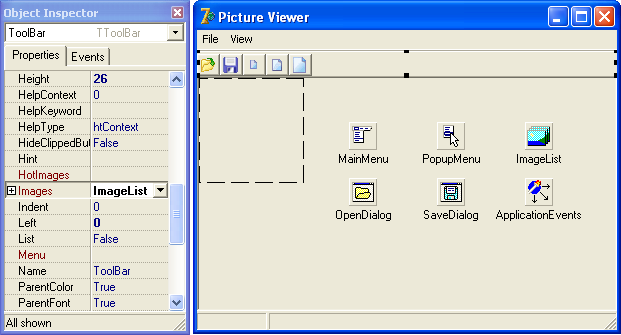 Object Inspector
ToolBar TToolBar
Properties Events
Height 26
HelpContext 0
HelpKeyword
HelpType htContext
HideClippedBut False
Hint
HotImages
Images ImageList
Indent 0
Left 0
List False
Menu
Name ToolBar
ParentColor True
ParentFont True
All shown
7 Picture Viewer
File View
MainMenu PopupMenu ImageList
OpenDialog SaveDialog ApplicationEvents